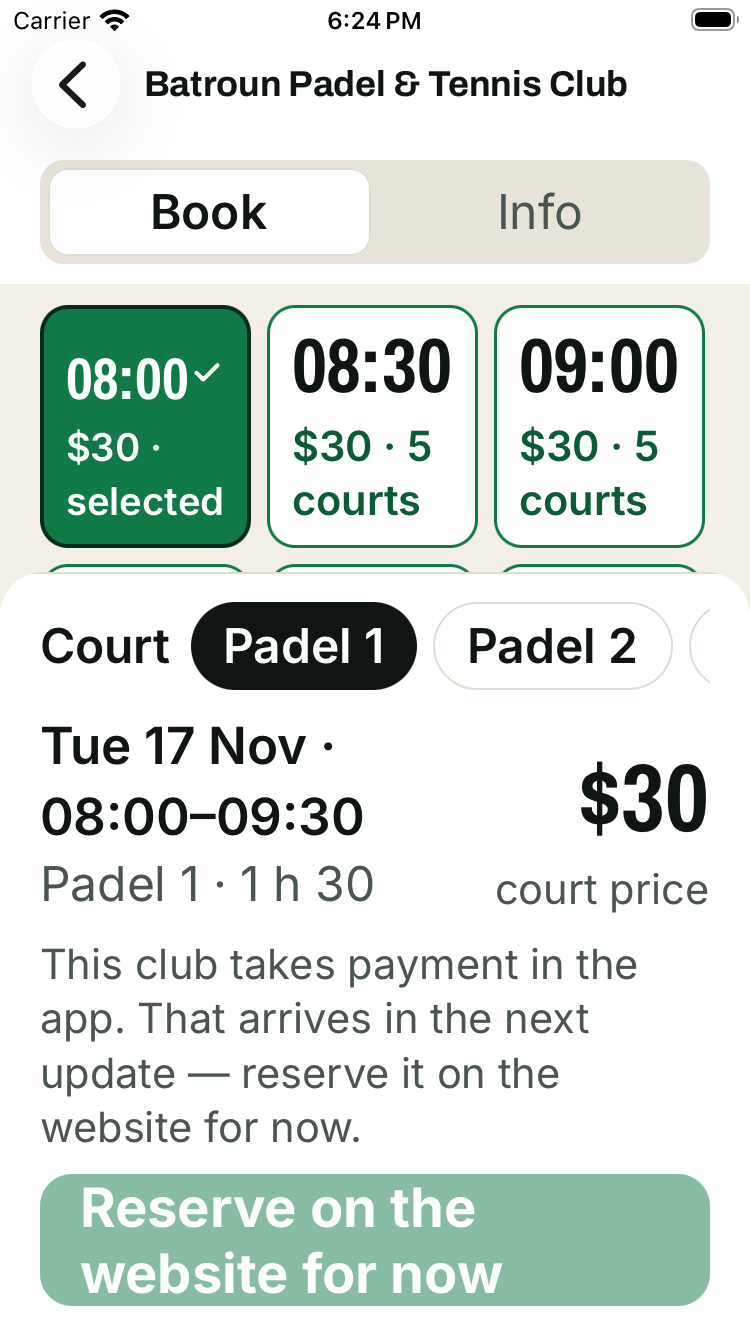 Carrier 6:24 PM
Batroun Padel & Tennis Club
Book Info
08:00 08:30 09:00
$30 · $30 · 5 $30 · 5
selected courts courts
Court Padel 1 Padel 2
Tue 17 Nov ·
08:00–09:30 $30
Padel 1 · 1 h 30 court price
This club takes payment in the
app. That arrives in the next
update — reserve it on the
website for now.
Reserve on the
website for now